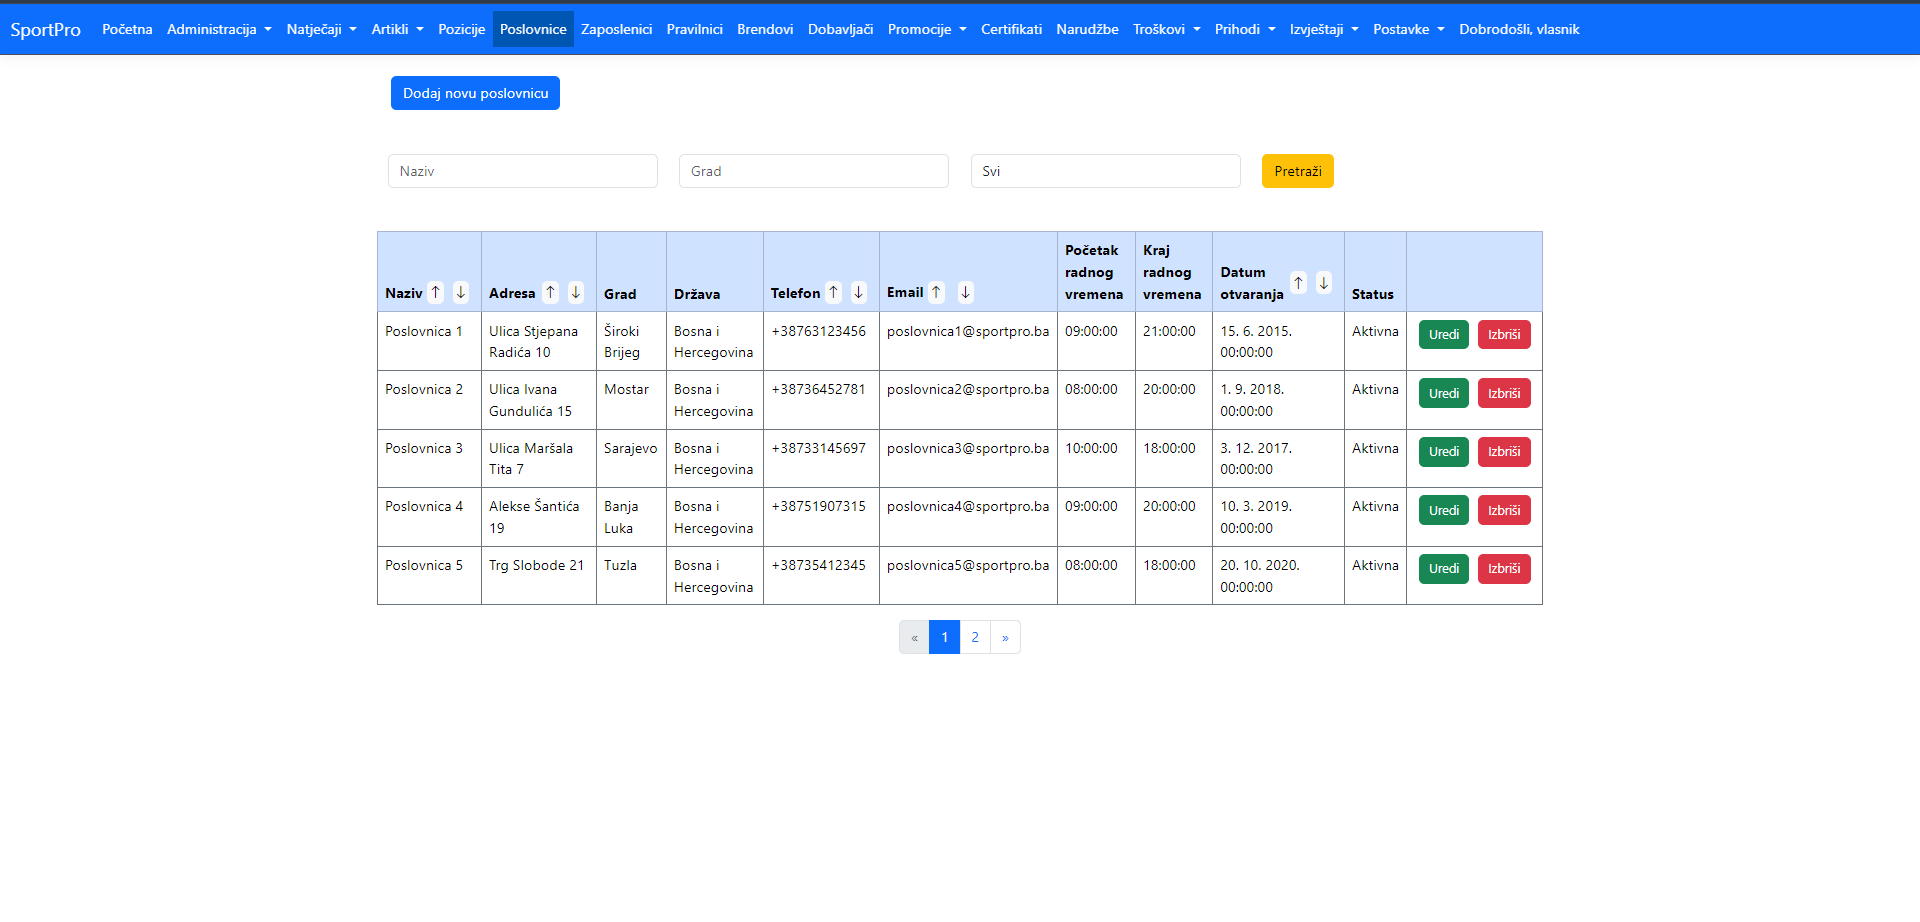 SportPro Početna Administracija Natječaji Artikli Pozicije Poslovnice Zaposlenici Pravilnici Brendovi Dobavljači Promocije Certifikati Narudžbe Troškovi Prihodi Izvještaji Postavke Dobrodošli, vlasnik
Dodaj novu poslovnicu
Naziv Grad Svi Pretraži
Naziv ↑ ↓ Adresa ↑ ↓ Grad Država Telefon ↑ ↓ Email ↑ ↓ Početak radnog vremena Kraj radnog vremena Datum otvaranja ↑ ↓ Status
Poslovnica 1 Ulica Stjepana Radića 10 Široki Brijeg Bosna i Hercegovina +38763123456 poslovnica1@sportpro.ba 09:00:00 21:00:00 15. 6. 2015. 00:00:00 Aktivna Uredi Izbriši
Poslovnica 2 Ulica Ivana Gundulića 15 Mostar Bosna i Hercegovina +38736452781 poslovnica2@sportpro.ba 08:00:00 20:00:00 1. 9. 2018. 00:00:00 Aktivna Uredi Izbriši
Poslovnica 3 Ulica Maršala Tita 7 Sarajevo Bosna i Hercegovina +38733145697 poslovnica3@sportpro.ba 10:00:00 18:00:00 3. 12. 2017. 00:00:00 Aktivna Uredi Izbriši
Poslovnica 4 Alekse Šantića 19 Banja Luka Bosna i Hercegovina +38751907315 poslovnica4@sportpro.ba 09:00:00 20:00:00 10. 3. 2019. 00:00:00 Aktivna Uredi Izbriši
Poslovnica 5 Trg Slobode 21 Tuzla Bosna i Hercegovina +38735412345 poslovnica5@sportpro.ba 08:00:00 18:00:00 20. 10. 2020. 00:00:00 Aktivna Uredi Izbriši
« 1 2 »